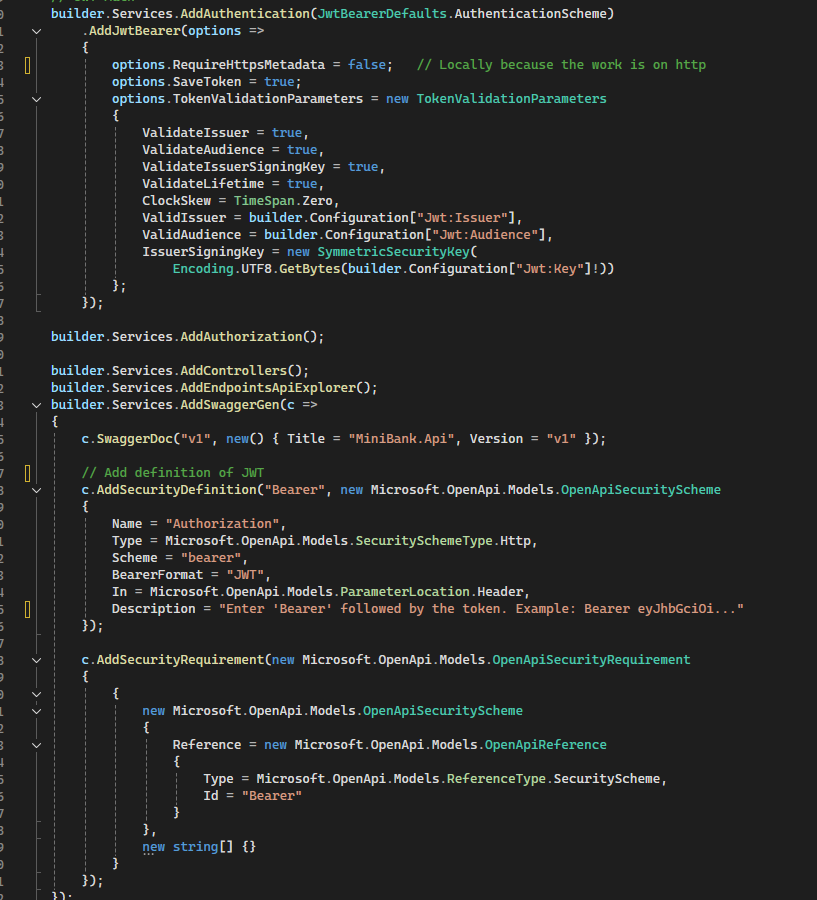 builder.Services.AddAuthentication(JwtBearerDefaults.AuthenticationScheme)
    .AddJwtBearer(options =>
    {
        options.RequireHttpsMetadata = false;   // Locally because the work is on http
        options.SaveToken = true;
        options.TokenValidationParameters = new TokenValidationParameters
        {
            ValidateIssuer = true,
            ValidateAudience = true,
            ValidateIssuerSigningKey = true,
            ValidateLifetime = true,
            ClockSkew = TimeSpan.Zero,
            ValidIssuer = builder.Configuration["Jwt:Issuer"],
            ValidAudience = builder.Configuration["Jwt:Audience"],
            IssuerSigningKey = new SymmetricSecurityKey(
                Encoding.UTF8.GetBytes(builder.Configuration["Jwt:Key"]!))
        };
    });

builder.Services.AddAuthorization();

builder.Services.AddControllers();
builder.Services.AddEndpointsApiExplorer();
builder.Services.AddSwaggerGen(c =>
{
    c.SwaggerDoc("v1", new() { Title = "MiniBank.Api", Version = "v1" });

    // Add definition of JWT
    c.AddSecurityDefinition("Bearer", new Microsoft.OpenApi.Models.OpenApiSecurityScheme
    {
        Name = "Authorization",
        Type = Microsoft.OpenApi.Models.SecuritySchemeType.Http,
        Scheme = "bearer",
        BearerFormat = "JWT",
        In = Microsoft.OpenApi.Models.ParameterLocation.Header,
        Description = "Enter 'Bearer' followed by the token. Example: Bearer eyJhbGciOi..."
    });

    c.AddSecurityRequirement(new Microsoft.OpenApi.Models.OpenApiSecurityRequirement
    {
        {
            new Microsoft.OpenApi.Models.OpenApiSecurityScheme
            {
                Reference = new Microsoft.OpenApi.Models.OpenApiReference
                {
                    Type = Microsoft.OpenApi.Models.ReferenceType.SecurityScheme,
                    Id = "Bearer"
                }
            },
            new string[] {}
        }
    });
});